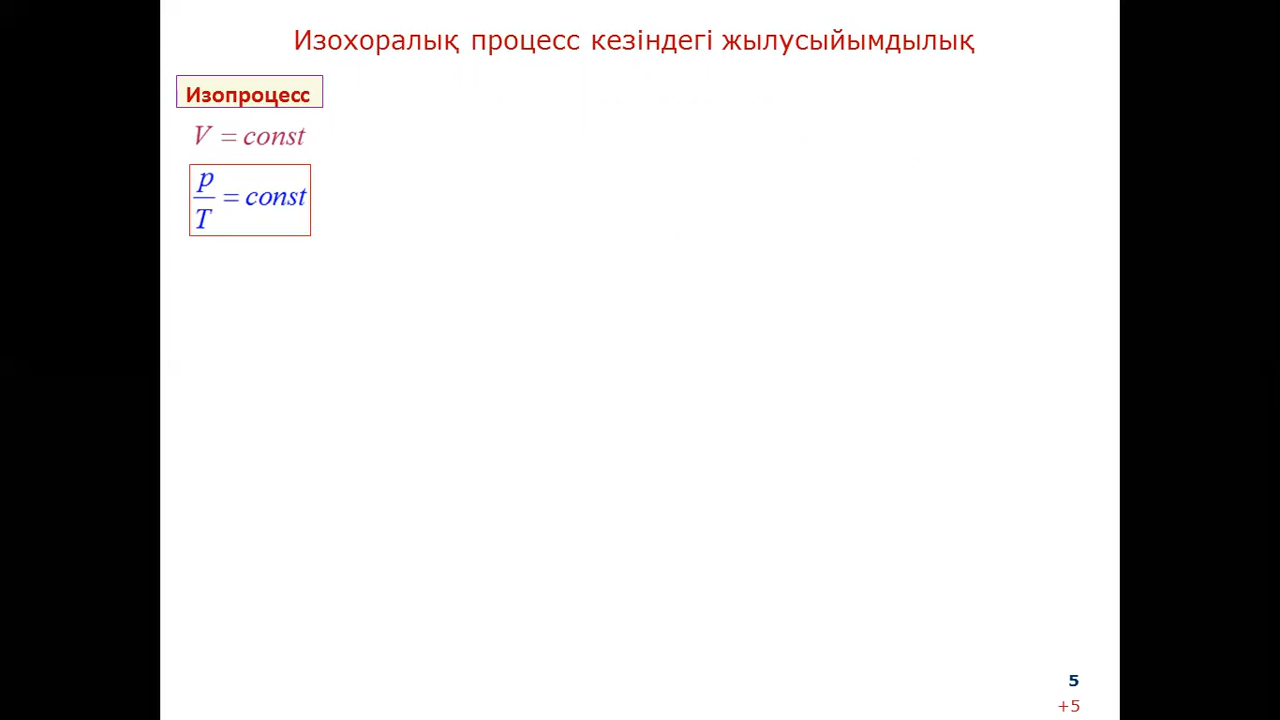 Изохоралық процесс кезіндегі жылусыйымдылық
Изопроцесс
V = const
p/T = const
5
+5